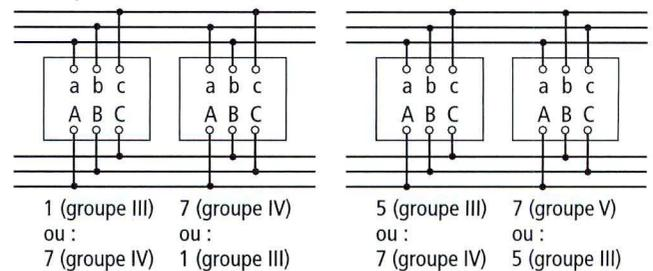 a b c
A B C
a b c
A B C
a b c
A B C
a b c
A B C
1 (groupe III)
ou :
7 (groupe IV)
7 (groupe IV)
ou :
1 (groupe III)
5 (groupe III)
ou :
7 (groupe IV)
7 (groupe V)
ou :
5 (groupe III)